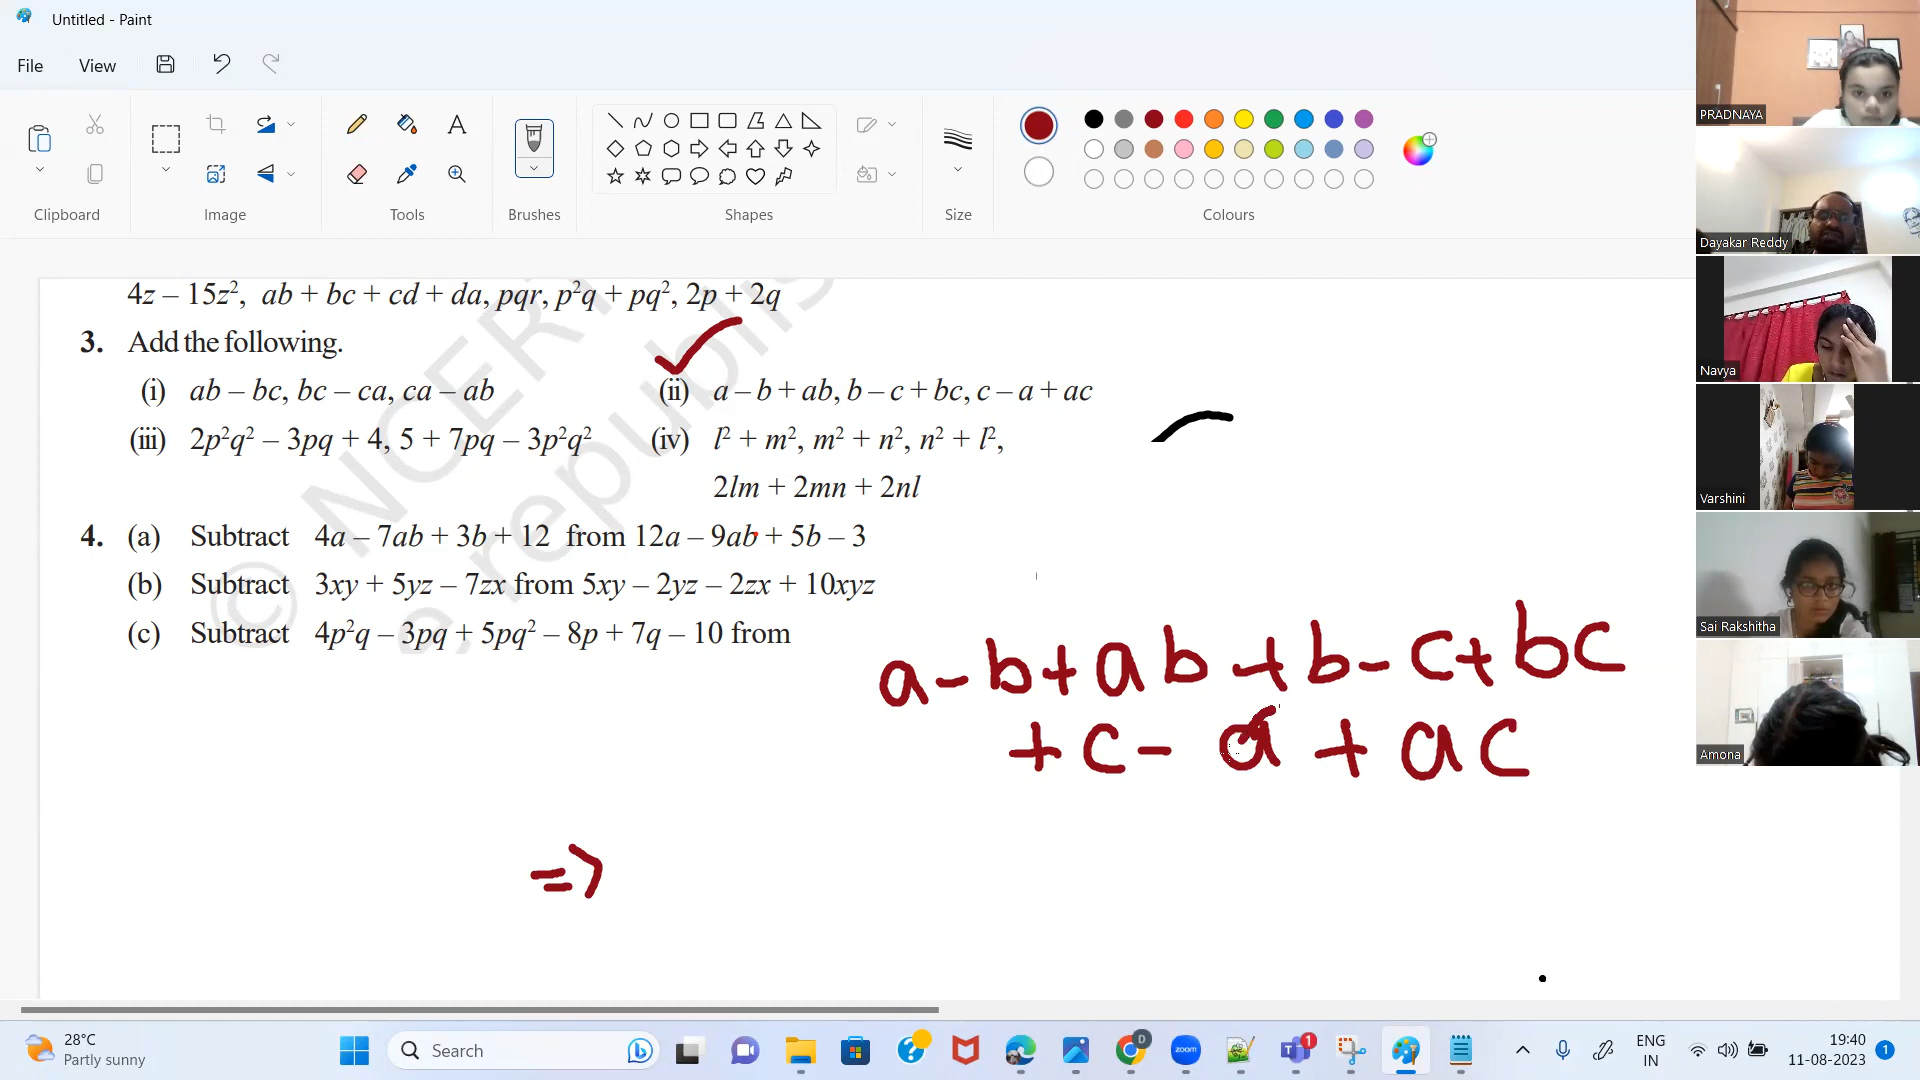 Untitled - Paint
File View
Clipboard Image Tools Brushes Shapes Size Colours
PRADNAYA
Dayakar Reddy
Navya
Varshini
Sai Rakshitha
Amona
4z – 15z², ab + bc + cd + da, pqr, p²q + pq², 2p + 2q
3. Add the following.
(i) ab – bc, bc – ca, ca – ab (ii) a – b + ab, b – c + bc, c – a + ac
(iii) 2p²q² – 3pq + 4, 5 + 7pq – 3p²q² (iv) l² + m², m² + n², n² + l²,
2lm + 2mn + 2nl
4. (a) Subtract 4a – 7ab + 3b + 12 from 12a – 9ab + 5b – 3
(b) Subtract 3xy + 5yz – 7zx from 5xy – 2yz – 2zx + 10xyz
(c) Subtract 4p²q – 3pq + 5pq² – 8p + 7q – 10 from
© NCERT
e republis
a - b + ab + b - c + bc
+ c - a + ac
=>
28°C
Partly sunny
Search
zoom
D
1
ENG
IN
19:40
11-08-2023
1